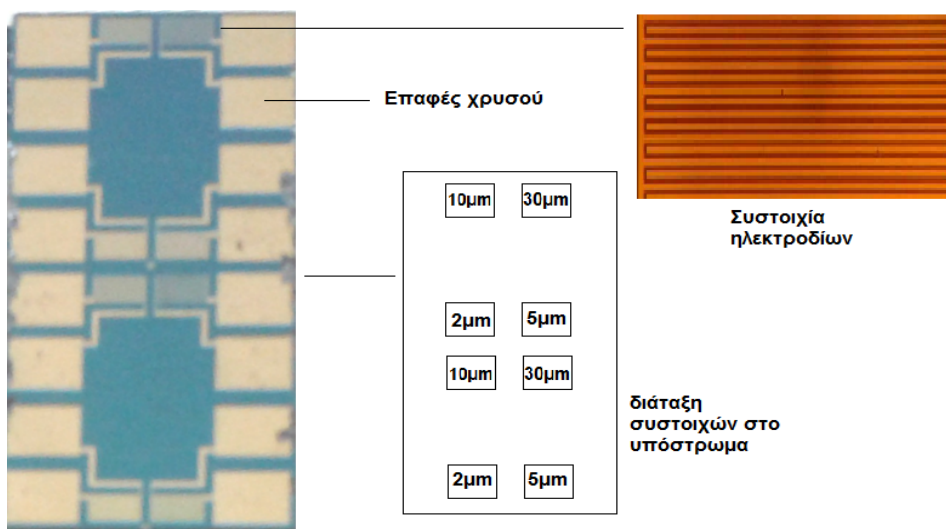 Επαφές χρυσού
Συστοιχία
ηλεκτροδίων
10μm 30μm
2μm 5μm
10μm 30μm
2μm 5μm
διάταξη
συστοιχών στο
υπόστρωμα